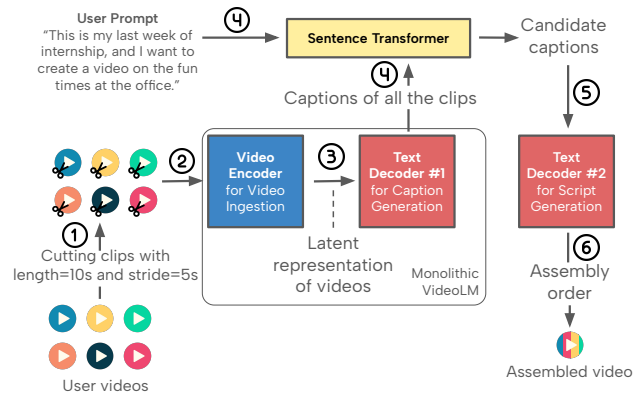 User Prompt
“This is my last week of
internship, and I want to
create a video on the fun
times at the office.”
4
Sentence Transformer
Candidate
captions
4
Captions of all the clips
5
2
Video
Encoder
for Video
Ingestion
3
Text
Decoder #1
for Caption
Generation
Text
Decoder #2
for Script
Generation
1
Cutting clips with
length=10s and stride=5s
Latent
representation
of videos
Monolithic
VideoLM
6
Assembly
order
User videos
Assembled video